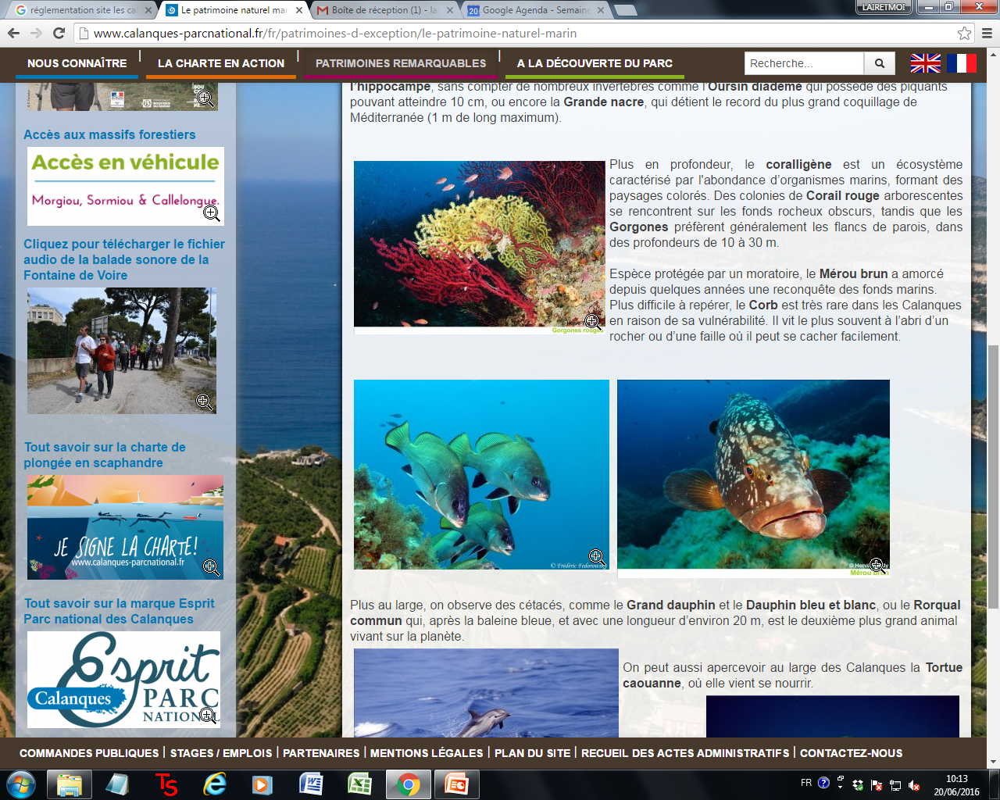 réglementation site les cal
Le patrimoine naturel mar
Boîte de réception (1) - lai
20 Google Agenda - Semaine
LAIRETMOI
www.calanques-parcnational.fr/fr/patrimoines-d-exception/le-patrimoine-naturel-marin
NOUS CONNAÎTRE | LA CHARTE EN ACTION | PATRIMOINES REMARQUABLES | A LA DÉCOUVERTE DU PARC
Recherche...
Accès aux massifs forestiers
Accès en véhicule
Morgiou, Sormiou & Callelongue.
Cliquez pour télécharger le fichier
audio de la balade sonore de la
Fontaine de Voire
Tout savoir sur la charte de
plongée en scaphandre
JE SIGNE LA CHARTE!
www.calanques-parcnational.fr
Tout savoir sur la marque Esprit
Parc national des Calanques
Esprit
Calanques PARC
NATIONAL
l'hippocampe, sans compter de nombreux invertébrés comme l'Oursin diadème qui possède des piquants
pouvant atteindre 10 cm, ou encore la Grande nacre, qui détient le record du plus grand coquillage de
Méditerranée (1 m de long maximum).
Gorgones rouges
Plus en profondeur, le coralligène est un écosystème
caractérisé par l'abondance d'organismes marins, formant des
paysages colorés. Des colonies de Corail rouge arborescentes
se rencontrent sur les fonds rocheux obscurs, tandis que les
Gorgones préfèrent généralement les flancs de parois, dans
des profondeurs de 10 à 30 m.
Espèce protégée par un moratoire, le Mérou brun a amorcé
depuis quelques années une reconquête des fonds marins.
Plus difficile à repérer, le Corb est très rare dans les Calanques
en raison de sa vulnérabilité. Il vit le plus souvent à l'abri d'un
rocher ou d'une faille où il peut se cacher facilement.
© Frédéric
Mérou brun
Plus au large, on observe des cétacés, comme le Grand dauphin et le Dauphin bleu et blanc, ou le Rorqual
commun qui, après la baleine bleue, et avec une longueur d'environ 20 m, est le deuxième plus grand animal
vivant sur la planète.
On peut aussi apercevoir au large des Calanques la Tortue
caouanne, où elle vient se nourrir.
COMMANDES PUBLIQUES | STAGES / EMPLOIS | PARTENAIRES | MENTIONS LÉGALES | PLAN DU SITE | RECUEIL DES ACTES ADMINISTRATIFS | CONTACTEZ-NOUS
TS
FR
10:13
20/06/2016